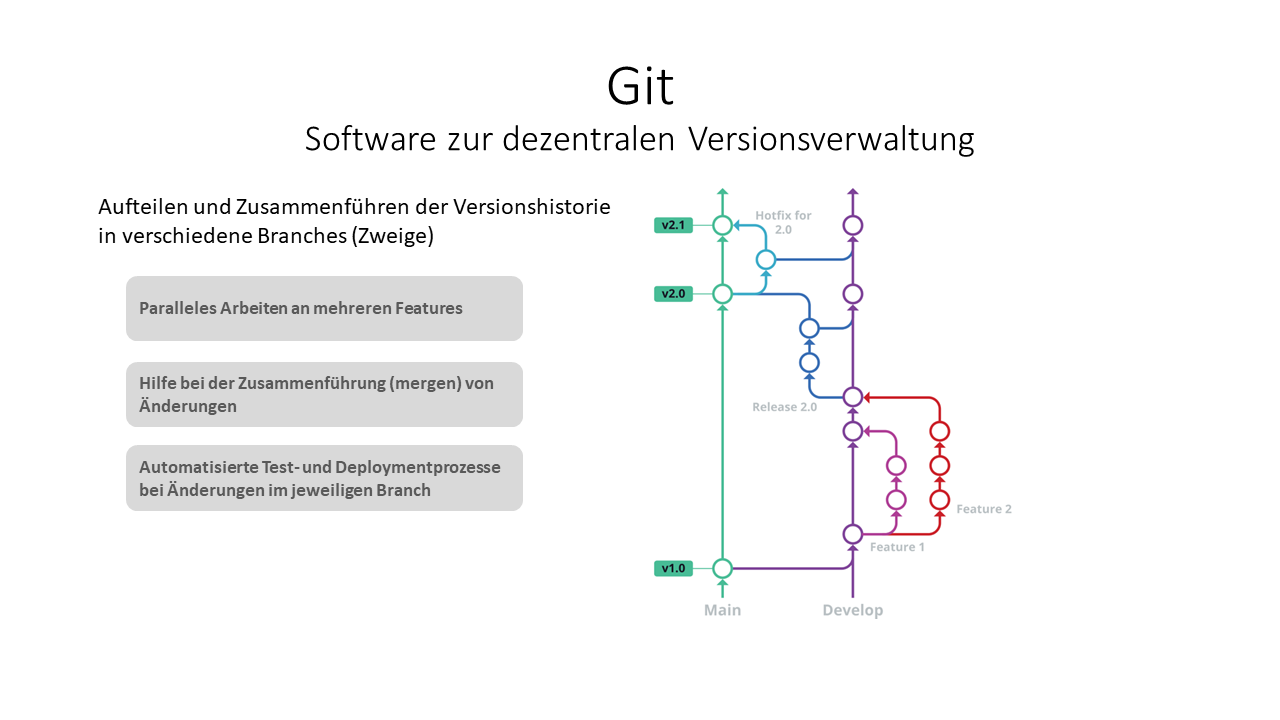 Git
Software zur dezentralen Versionsverwaltung
Aufteilen und Zusammenführen der Versionshistorie
in verschiedene Branches (Zweige)
Paralleles Arbeiten an mehreren Features
Hilfe bei der Zusammenführung (mergen) von
Änderungen
Automatisierte Test- und Deploymentprozesse
bei Änderungen im jeweiligen Branch
v2.1
Hotfix for
2.0
v2.0
Release 2.0
Feature 2
Feature 1
v1.0
Main
Develop